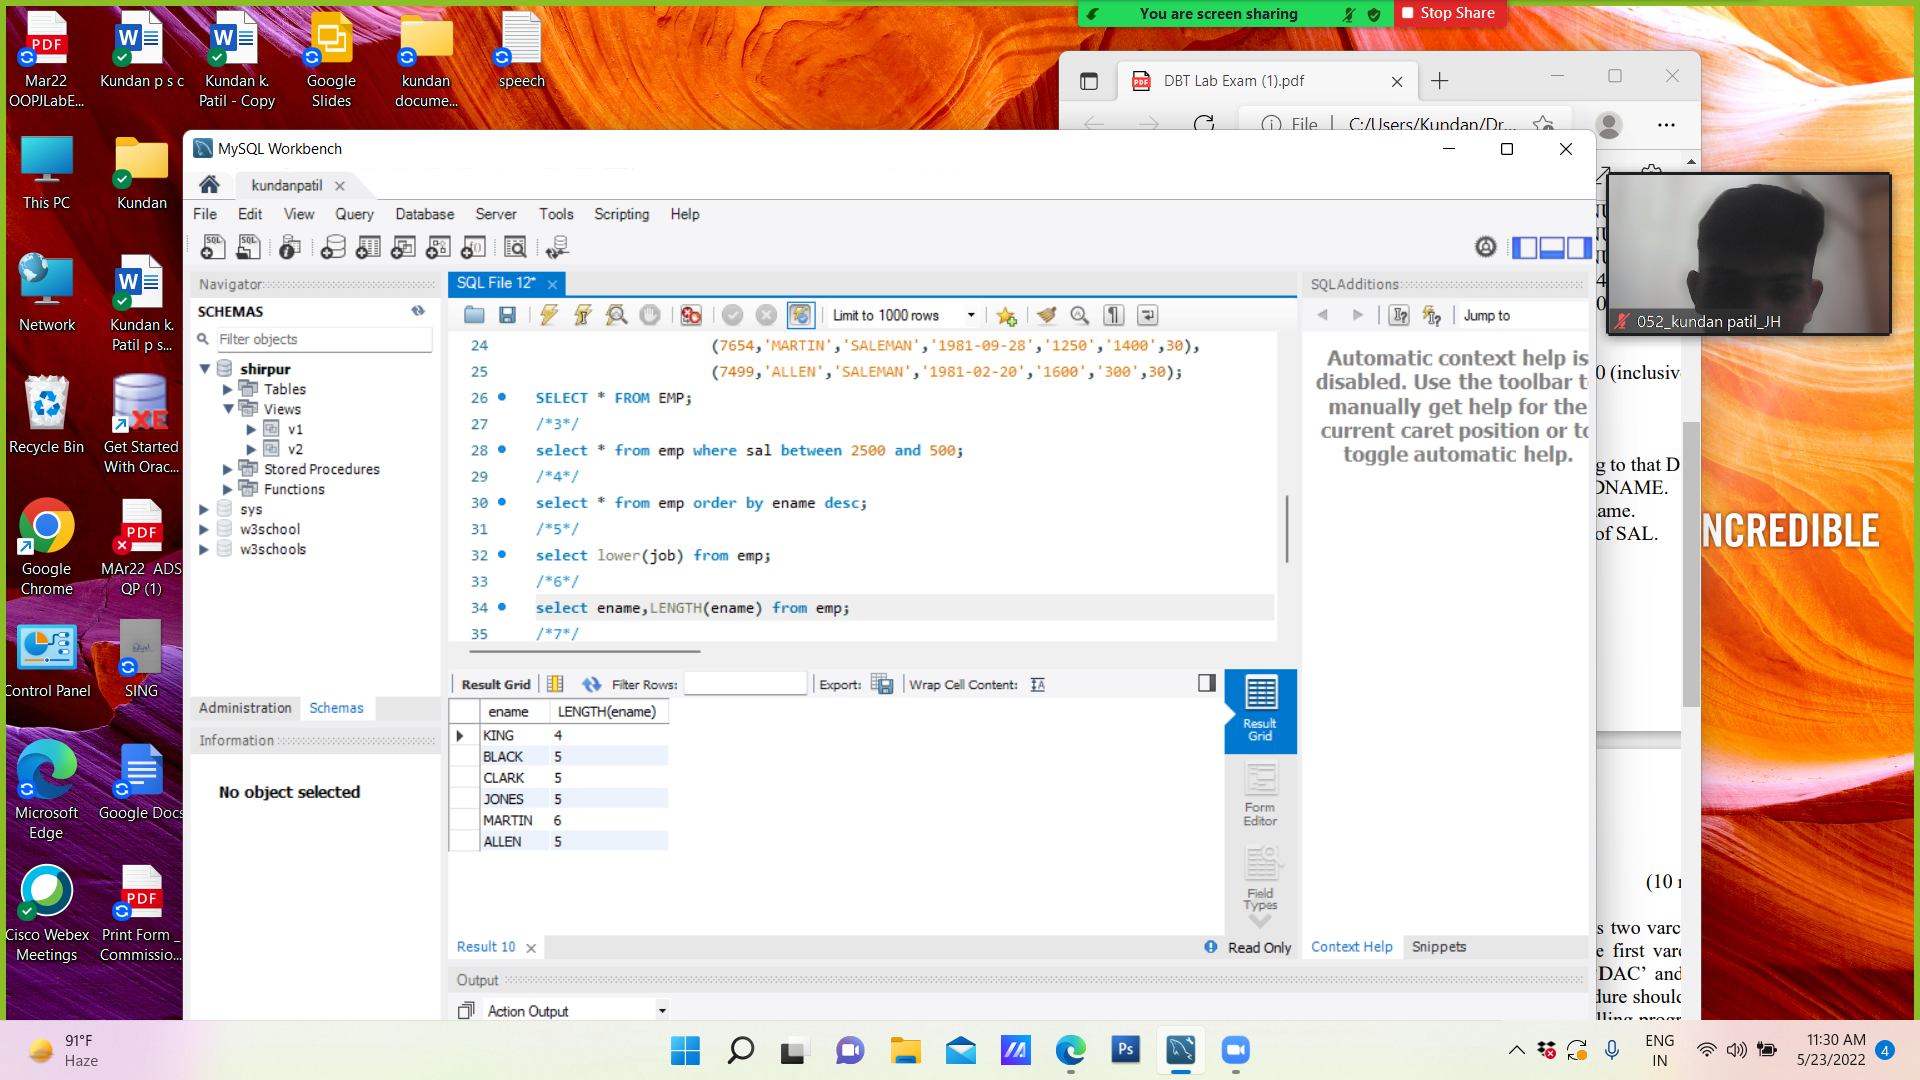 You are screen sharing
Stop Share
Mar22
OOPJLabE...
Kundan p s c
Kundan k.
Patil - Copy
Google
Slides
kundan
docume...
speech
This PC
Kundan
Network
Kundan k.
Patil p s...
Recycle Bin
Get Started
With Orac...
Google
Chrome
MAr22 ADS
QP (1)
Control Panel
SING
Microsoft
Edge
Google Docs
Cisco Webex
Meetings
Print Form _
Commissio...
DBT Lab Exam (1).pdf
File
C:/Users/Kundan/Dr...
MySQL Workbench
kundanpatil
File Edit View Query Database Server Tools Scripting Help
Navigator
SCHEMAS
Filter objects
shirpur
Tables
Views
v1
v2
Stored Procedures
Functions
sys
w3school
w3schools
Administration Schemas
Information
No object selected
SQL File 12*
Limit to 1000 rows
24 (7654,'MARTIN','SALEMAN','1981-09-28','1250','1400',30),
25 (7499,'ALLEN','SALEMAN','1981-02-20','1600','300',30);
26 SELECT * FROM EMP;
27 /*3*/
28 select * from emp where sal between 2500 and 500;
29 /*4*/
30 select * from emp order by ename desc;
31 /*5*/
32 select lower(job) from emp;
33 /*6*/
34 select ename,LENGTH(ename) from emp;
35 /*7*/
Result Grid Filter Rows: Export: Wrap Cell Content:
ename LENGTH(ename)
KING 4
BLACK 5
CLARK 5
JONES 5
MARTIN 6
ALLEN 5
Result
Grid
Form
Editor
Field
Types
Result 10
Read Only
Output
Action Output
SQLAdditions
Jump to
Automatic context help is
disabled. Use the toolbar t
manually get help for the
current caret position or to
toggle automatic help.
Context Help Snippets
052_kundan patil_JH
0 (inclusiv
g to that D
DNAME.
ame.
of SAL.
(10
s two varc
e first varc
'DAC' and
dure should
lling progr
NCREDIBLE
91°F
Haze
ENG
IN
11:30 AM
5/23/2022
4